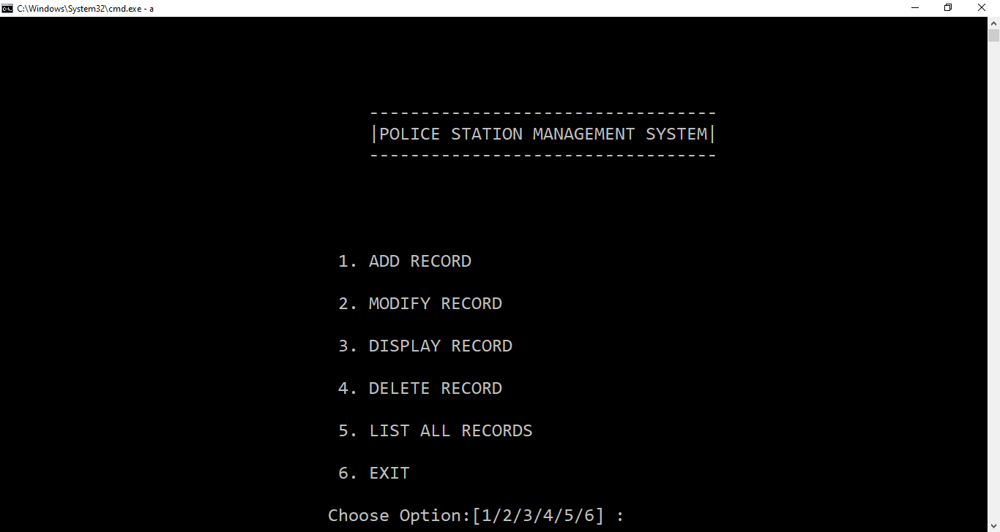 C:\Windows\System32\cmd.exe - a
-----------------------------------
|POLICE STATION MANAGEMENT SYSTEM|
-----------------------------------
1. ADD RECORD
2. MODIFY RECORD
3. DISPLAY RECORD
4. DELETE RECORD
5. LIST ALL RECORDS
6. EXIT
Choose Option:[1/2/3/4/5/6] :